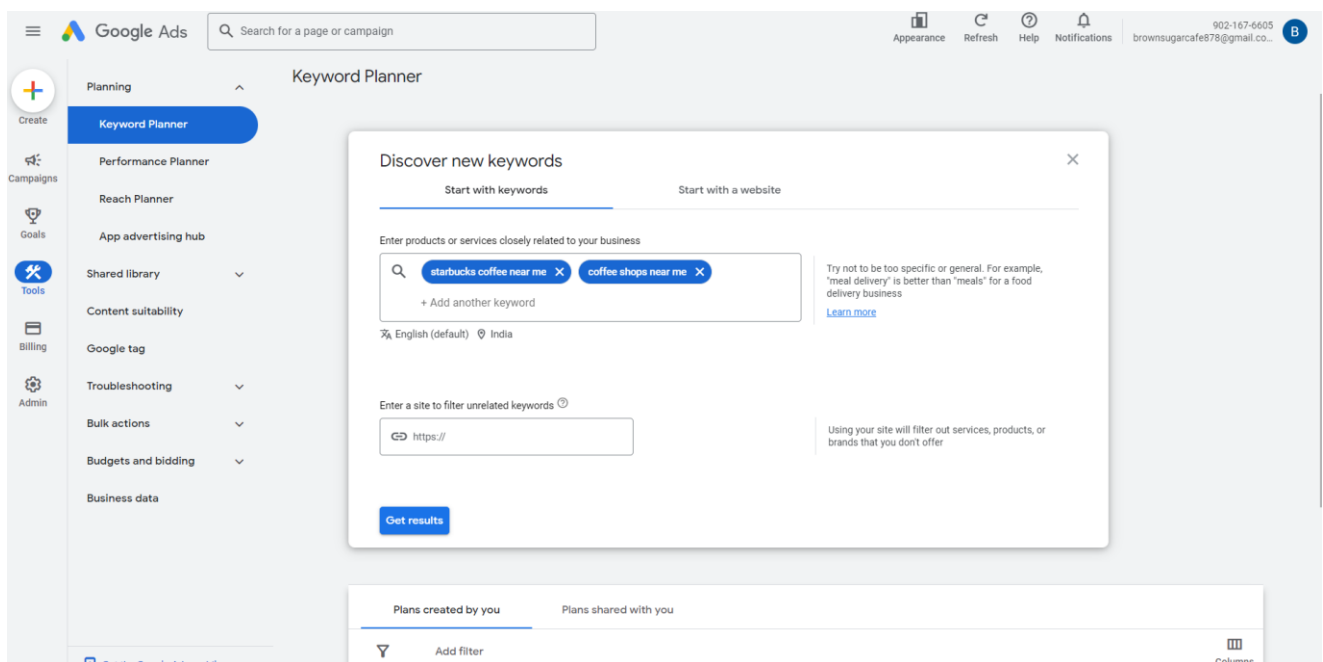 Google Ads
Search for a page or campaign
Appearance
Refresh
Help
Notifications
902-167-6605
brownsugarcafe878@gmail.co...
B
Create
Campaigns
Goals
Tools
Billing
Admin
Planning
Keyword Planner
Performance Planner
Reach Planner
App advertising hub
Shared library
Content suitability
Google tag
Troubleshooting
Bulk actions
Budgets and bidding
Business data
Keyword Planner
Discover new keywords
Start with keywords
Start with a website
Enter products or services closely related to your business
starbucks coffee near me
coffee shops near me
+ Add another keyword
English (default)
India
Try not to be too specific or general. For example,
"meal delivery" is better than "meals" for a food
delivery business
Learn more
Enter a site to filter unrelated keywords
https://
Using your site will filter out services, products, or
brands that you don't offer
Get results
Plans created by you
Plans shared with you
Add filter
Columns